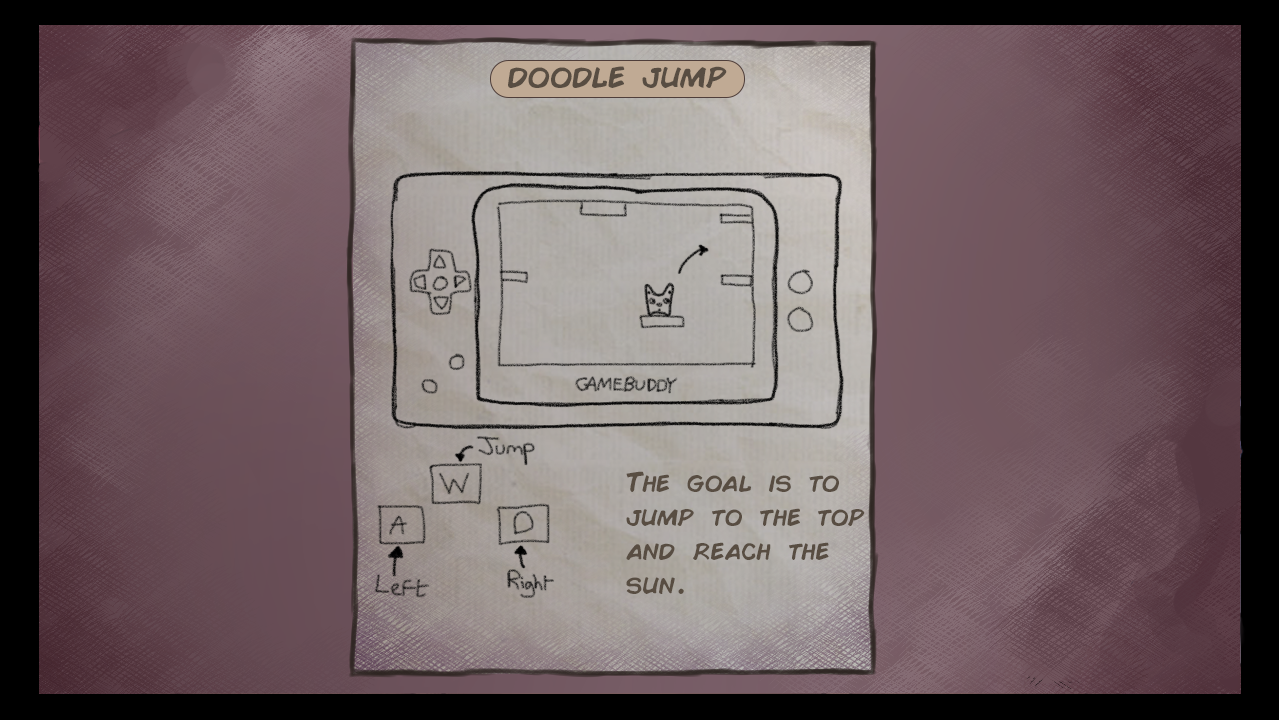 DOODLE JUMP
GAMEBUDDY
Jump
W
A
D
Left
Right
THE GOAL IS TO
JUMP TO THE TOP
AND REACH THE
SUN.